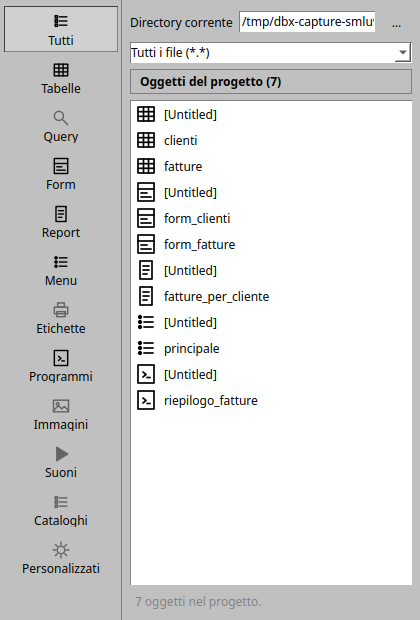 Tutti
Tabelle
Query
Form
Report
Menu
Etichette
Programmi
Immagini
Suoni
Cataloghi
Personalizzati
Directory corrente /tmp/dbx-capture-smlu ...
Tutti i file (*.*)
Oggetti del progetto (7)
[Untitled]
clienti
fatture
[Untitled]
form_clienti
form_fatture
[Untitled]
fatture_per_cliente
[Untitled]
principale
[Untitled]
riepilogo_fatture
7 oggetti nel progetto.